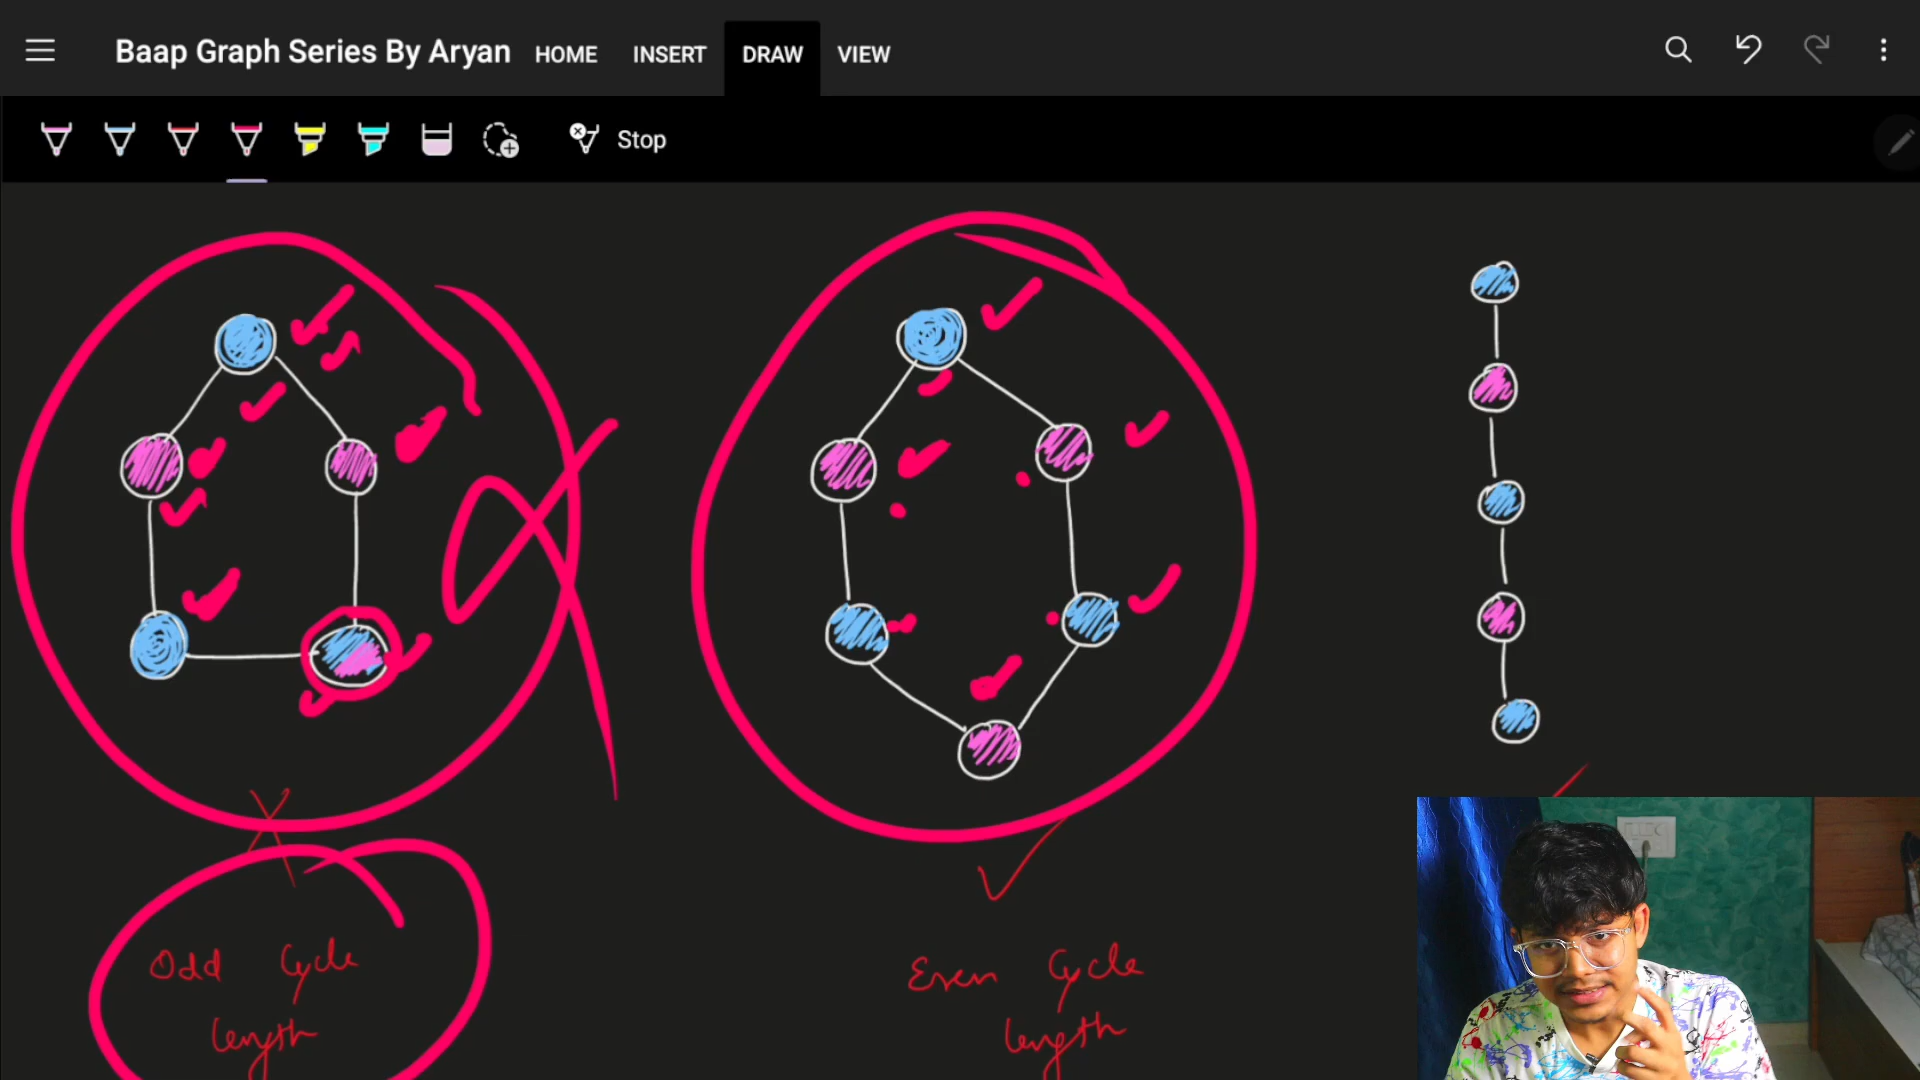 Baap Graph Series By Aryan HOME INSERT DRAW VIEW
Stop
Odd Cycle
length
Even Cycle
length